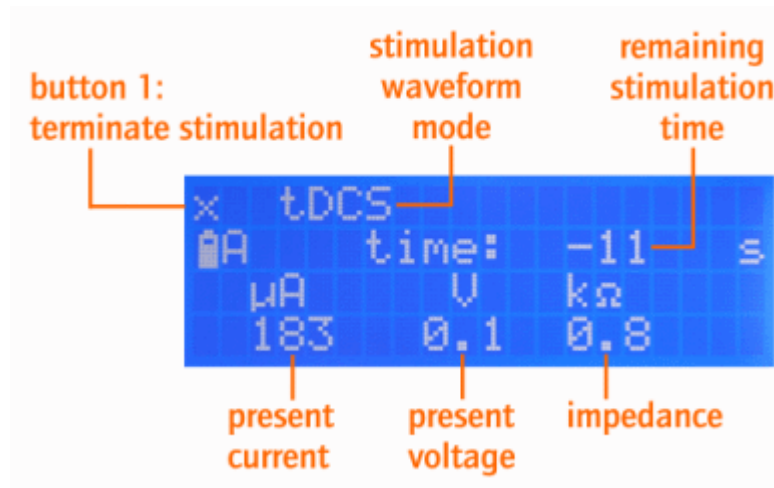 button 1:
terminate stimulation
stimulation
waveform
mode
remaining
stimulation
time
x tDCS
A time: -11 s
µA V kΩ
183 0.1 0.8
present
current
present
voltage
impedance